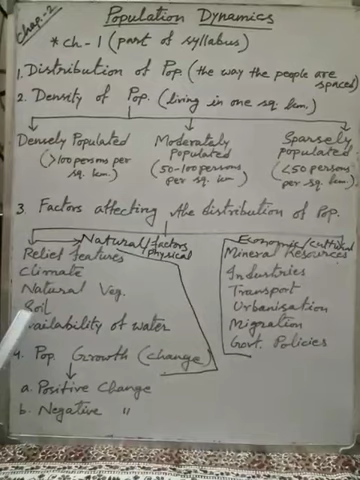 Chap-2
Population Dynamics
* Ch-1 (part of syllabus)
1. Distribution of Pop. (the way the people are spaced)
2. Density of Pop. (living in one sq. km.)
Densely Populated
(>100 persons per sq. km.)
Moderately Populated
(50-100 persons per sq. km)
Sparsely populated
(<50 persons per sq. km.)
3 Factors affecting the distribution of Pop.
Natural/physical factors
Relief features
Climate
Natural Veg.
Soil
availability of water
Economic/cultural
Mineral Resources
Industries
Transport
Urbanisation
Migration
Govt. Policies
4. Pop. Growth (change)
a. Positive Change
b. Negative "